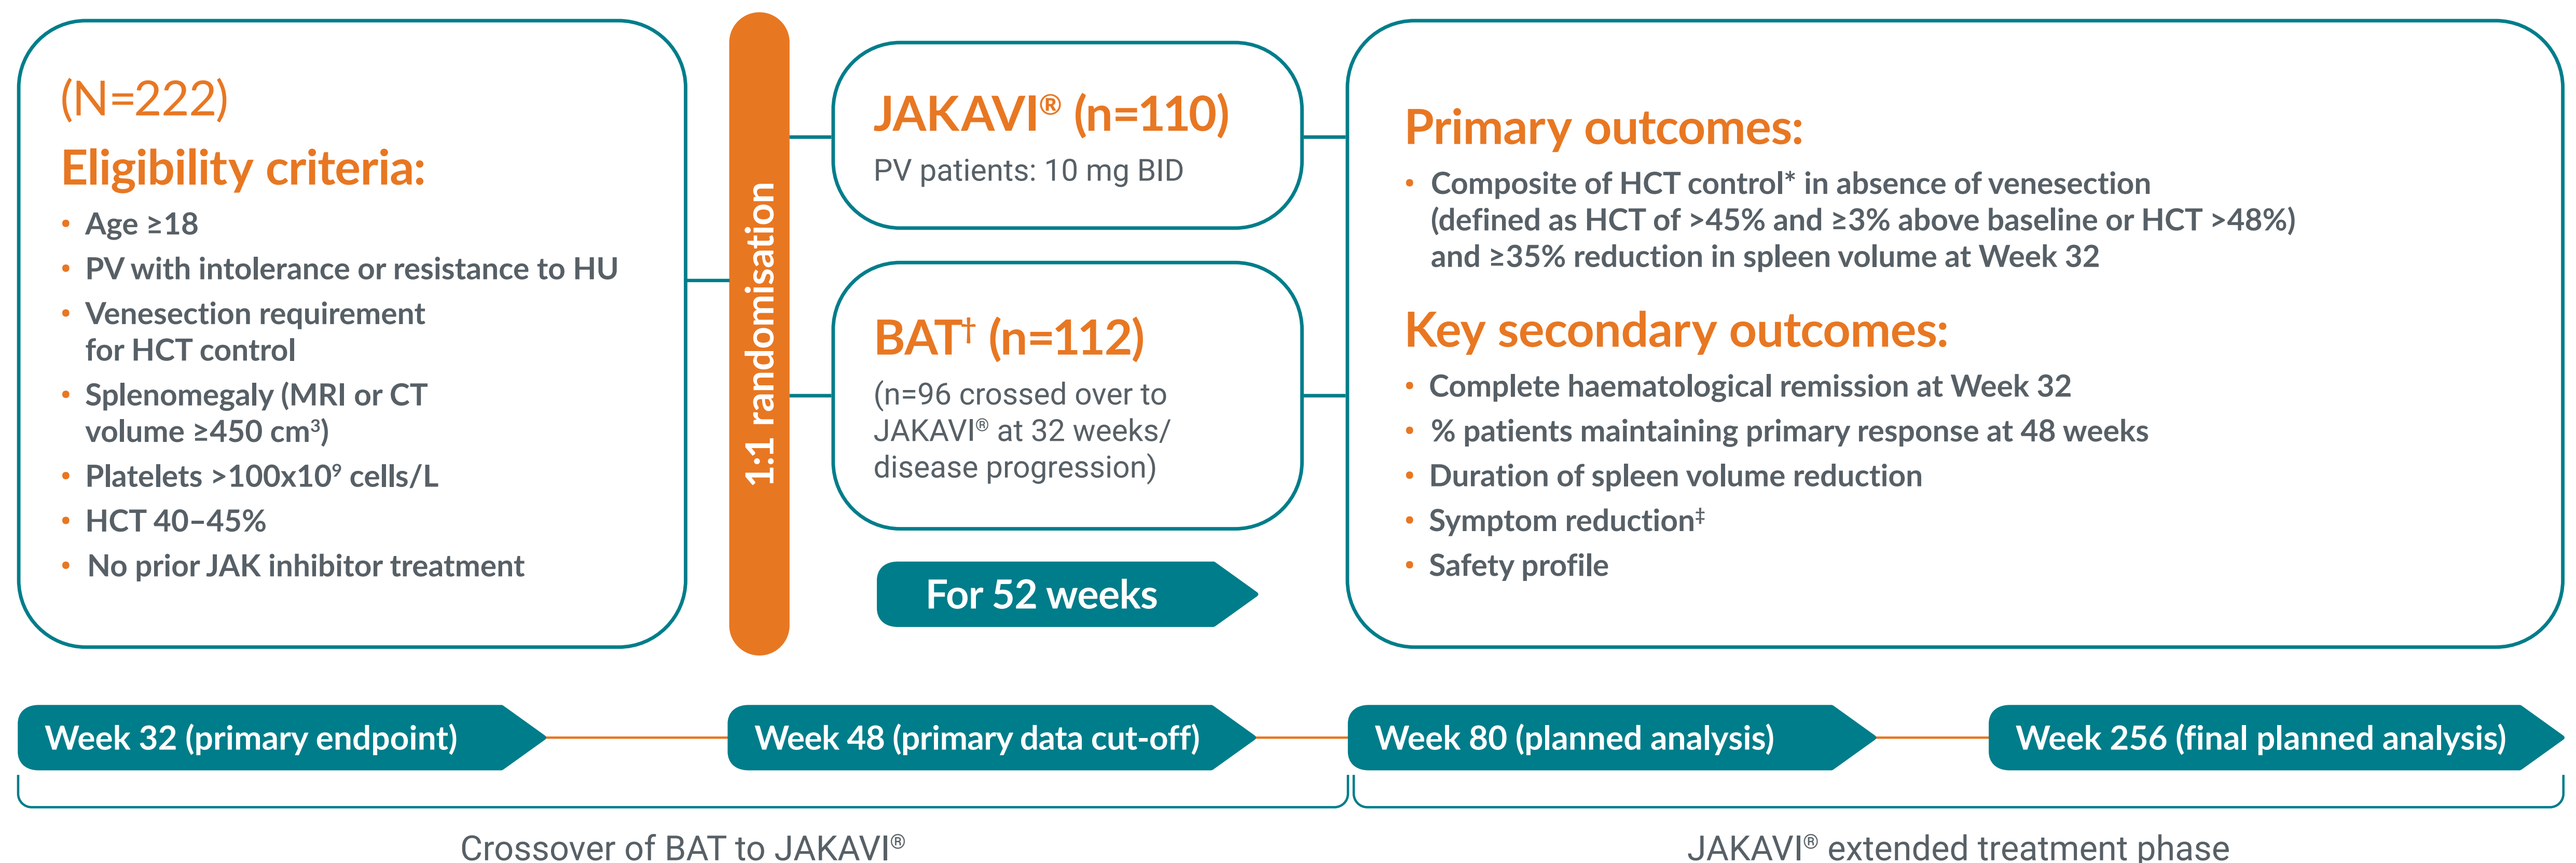 (N=222)
Eligibility criteria:
• Age ≥18
• PV with intolerance or resistance to HU
• Venesection requirement
for HCT control
• Splenomegaly (MRI or CT
volume ≥450 cm³)
• Platelets >100x10⁹ cells/L
• HCT 40–45%
• No prior JAK inhibitor treatment
1:1 randomisation
JAKAVI® (n=110)
PV patients: 10 mg BID
BAT† (n=112)
(n=96 crossed over to
JAKAVI® at 32 weeks/
disease progression)
For 52 weeks
Primary outcomes:
• Composite of HCT control* in absence of venesection
(defined as HCT of >45% and ≥3% above baseline or HCT >48%)
and ≥35% reduction in spleen volume at Week 32
Key secondary outcomes:
• Complete haematological remission at Week 32
• % patients maintaining primary response at 48 weeks
• Duration of spleen volume reduction
• Symptom reduction‡
• Safety profile
Week 32 (primary endpoint)
Week 48 (primary data cut-off)
Week 80 (planned analysis)
Week 256 (final planned analysis)
Crossover of BAT to JAKAVI®
JAKAVI® extended treatment phase